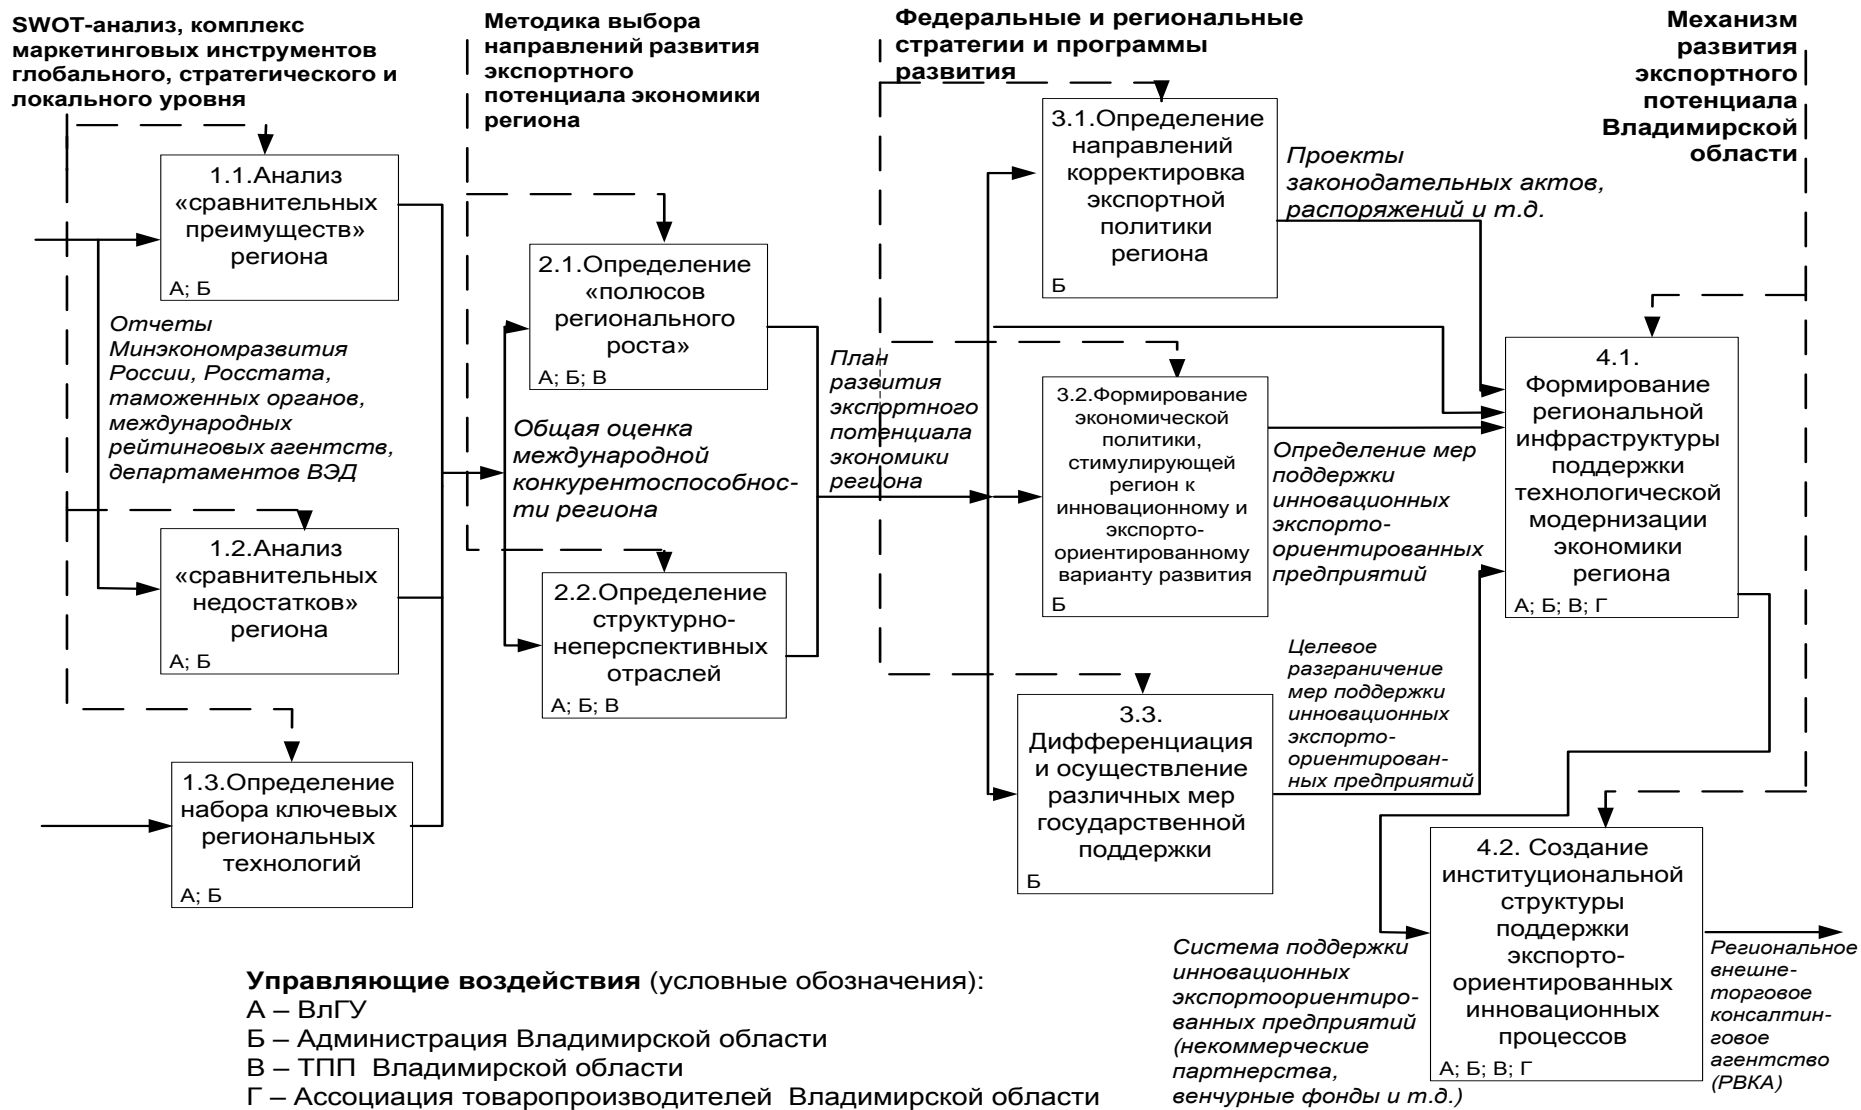 SWOT-анализ, комплекс
маркетинговых инструментов
глобального, стратегического и
локального уровня
Методика выбора
направлений развития
экспортного
потенциала экономики
региона
Федеральные и региональные
стратегии и программы
развития
Механизм
развития
экспортного
потенциала
Владимирской
области
1.1.Анализ
«сравнительных
преимуществ»
региона
А; Б
Отчеты
Минэкономразвития
России, Росстата,
таможенных органов,
международных
рейтинговых агентств,
департаментов ВЭД
1.2.Анализ
«сравнительных
недостатков»
региона
А; Б
1.3.Определение
набора ключевых
региональных
технологий
А; Б
2.1.Определение
«полюсов
регионального
роста»
А; Б; В
Общая оценка
международной
конкурентоспособнос-
ти региона
2.2.Определение
структурно-
неперспективных
отраслей
А; Б; В
План
развития
экспортного
потенциала
экономики
региона
3.1.Определение
направлений
корректировка
экспортной
политики
региона
Б
Проекты
законодательных актов,
распоряжений и т.д.
3.2.Формирование
экономической
политики,
стимулирующей
регион к
инновационному и
экспорто-
ориентированному
варианту развития
Б
Определение мер
поддержки
инновационных
экспорто-
ориентированных
предприятий
3.3.
Дифференциация
и осуществление
различных мер
государственной
поддержки
Б
Целевое
разграничение
мер поддержки
инновационных
экспорто-
ориентирован-
ных предприятий
4.1.
Формирование
региональной
инфраструктуры
поддержки
технологической
модернизации
экономики
региона
А; Б; В; Г
Система поддержки
инновационных
экспортоориентиро-
ванных предприятий
(некоммерческие
партнерства,
венчурные фонды и т.д.)
4.2. Создание
институциональной
структуры
поддержки
экспорто-
ориентированных
инновационных
процессов
А; Б; В; Г
Региональное
внешне-
торговое
консалтин-
говое
агентство
(РВКА)
Управляющие воздействия (условные обозначения):
А – ВлГУ
Б – Администрация Владимирской области
В – ТПП  Владимирской области
Г – Ассоциация товаропроизводителей  Владимирской области